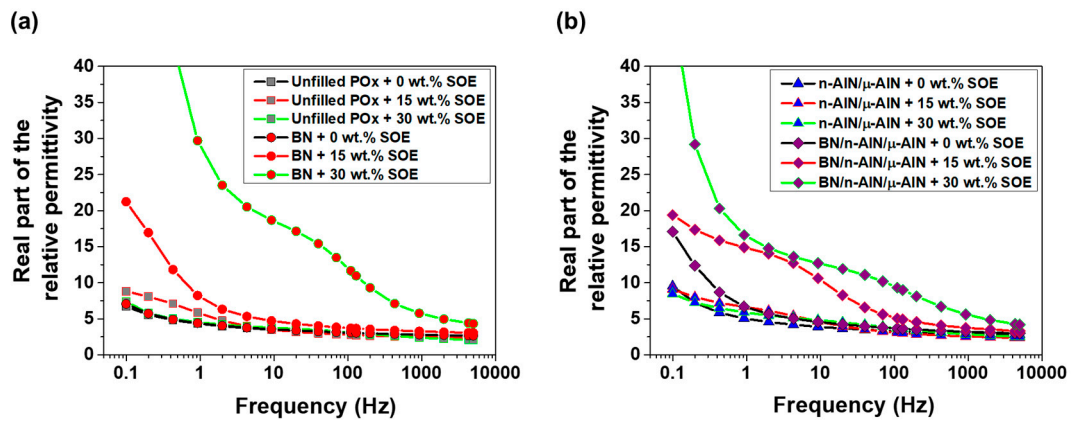 (a)
Real part of the
relative permittivity
40
35
30
25
20
15
10
5
0
Unfilled POx + 0 wt.% SOE
Unfilled POx + 15 wt.% SOE
Unfilled POx + 30 wt.% SOE
BN + 0 wt.% SOE
BN + 15 wt.% SOE
BN + 30 wt.% SOE
0.1 1 10 100 1000 10000
Frequency (Hz)
(b)
Real part of the
relative permittivity
40
35
30
25
20
15
10
5
0
n-AlN/μ-AlN + 0 wt.% SOE
n-AlN/μ-AlN + 15 wt.% SOE
n-AlN/μ-AlN + 30 wt.% SOE
BN/n-AlN/μ-AlN + 0 wt.% SOE
BN/n-AlN/μ-AlN + 15 wt.% SOE
BN/n-AlN/μ-AlN + 30 wt.% SOE
0.1 1 10 100 1000 10000
Frequency (Hz)